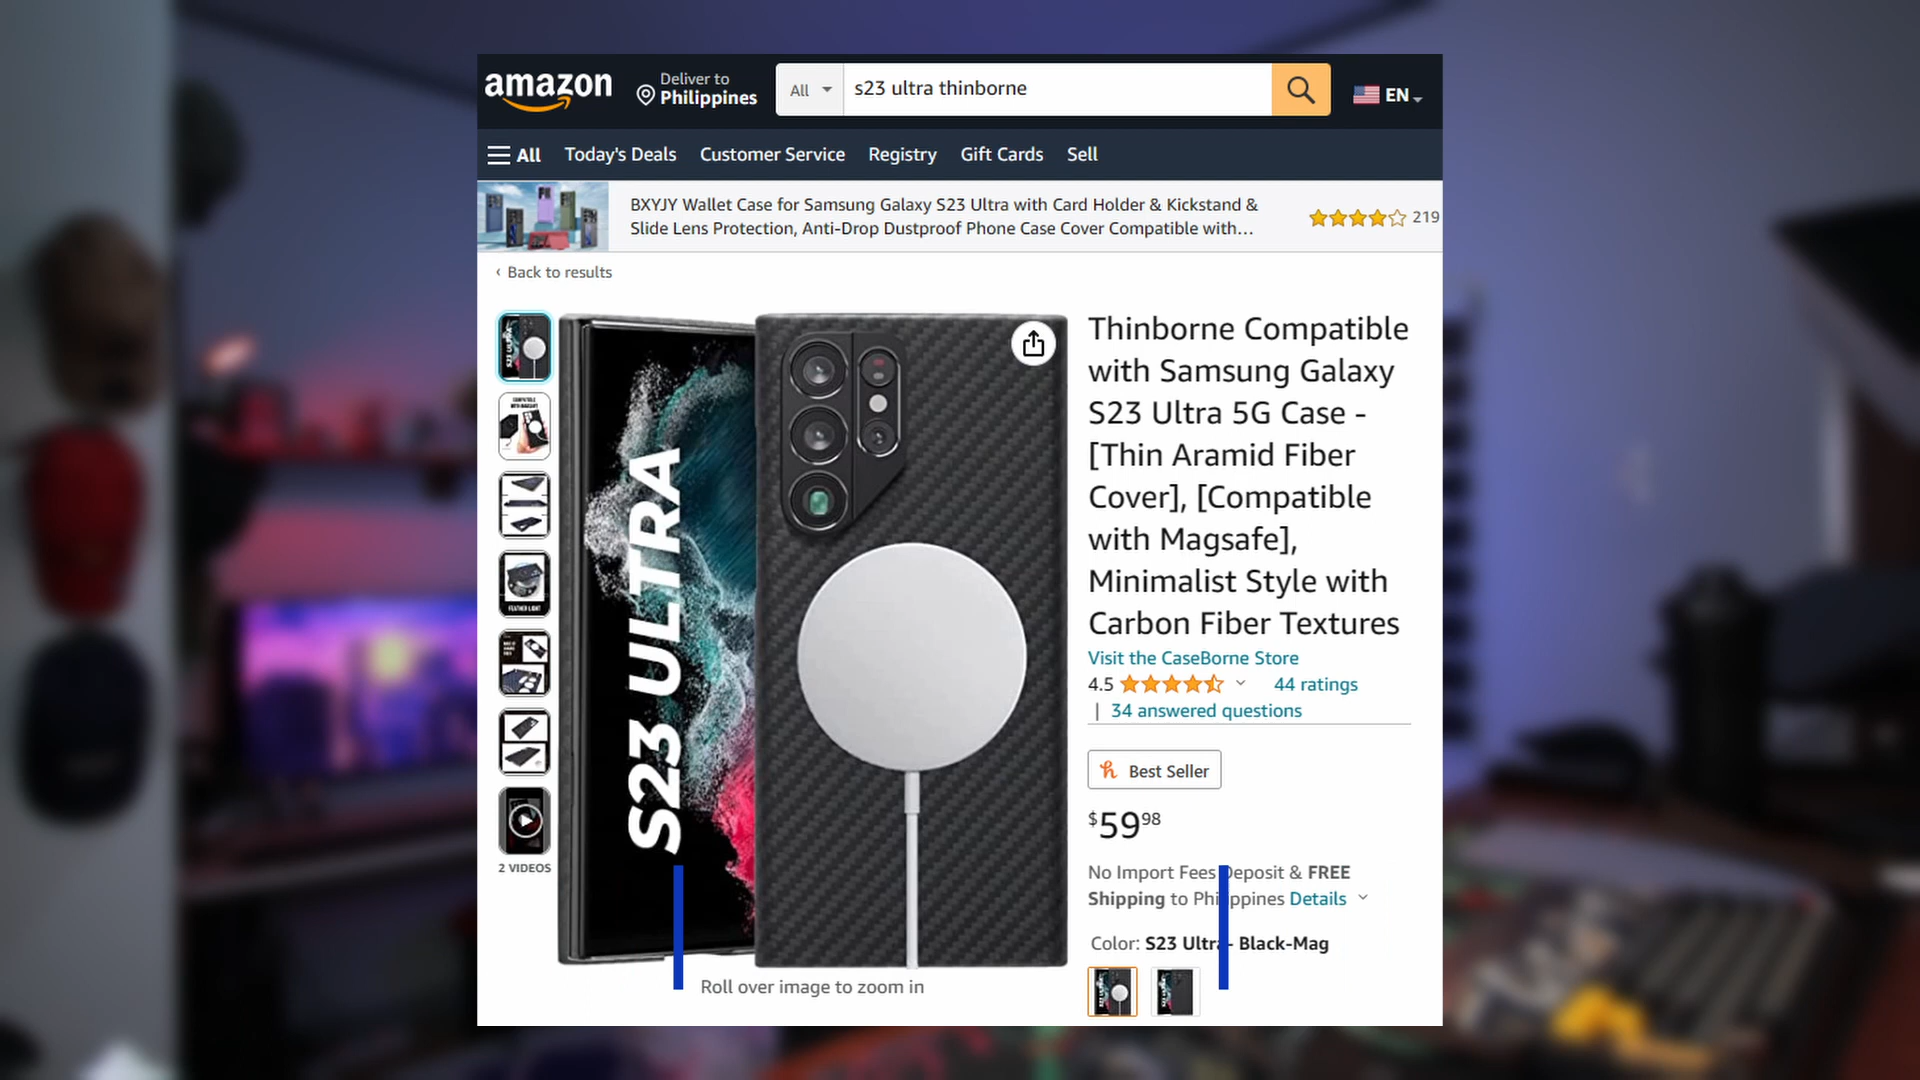 amazon
Deliver to
Philippines
All
s23 ultra thinborne
EN
All
Today's Deals
Customer Service
Registry
Gift Cards
Sell
BXYJY Wallet Case for Samsung Galaxy S23 Ultra with Card Holder & Kickstand &
Slide Lens Protection, Anti-Drop Dustproof Phone Case Cover Compatible with...
219
‹ Back to results
S23 ULTRA
FEATHER LIGHT
2 VIDEOS
Roll over image to zoom in
Thinborne Compatible
with Samsung Galaxy
S23 Ultra 5G Case -
[Thin Aramid Fiber
Cover], [Compatible
with Magsafe],
Minimalist Style with
Carbon Fiber Textures
Visit the CaseBorne Store
4.5
44 ratings
| 34 answered questions
Best Seller
$59 98
No Import Fees Deposit & FREE
Shipping to Philippines Details
Color: S23 Ultra- Black-Mag